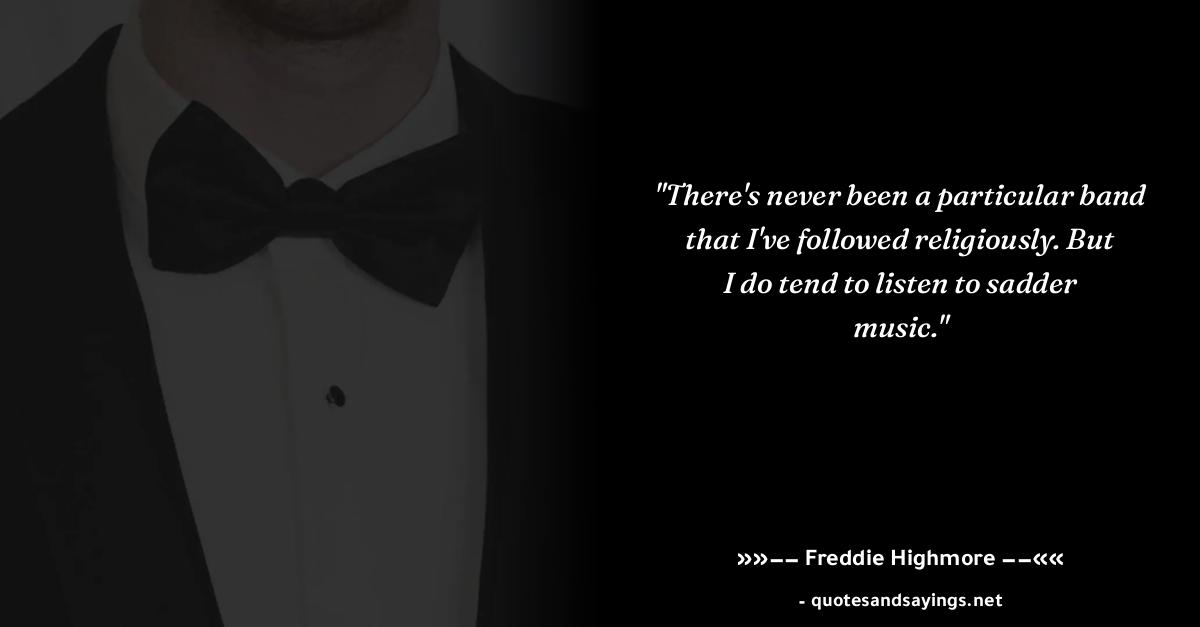 "There's never been a particular band
that I've followed religiously. But
I do tend to listen to sadder
music."
»»–– Freddie Highmore ––««
- quotesandsayings.net